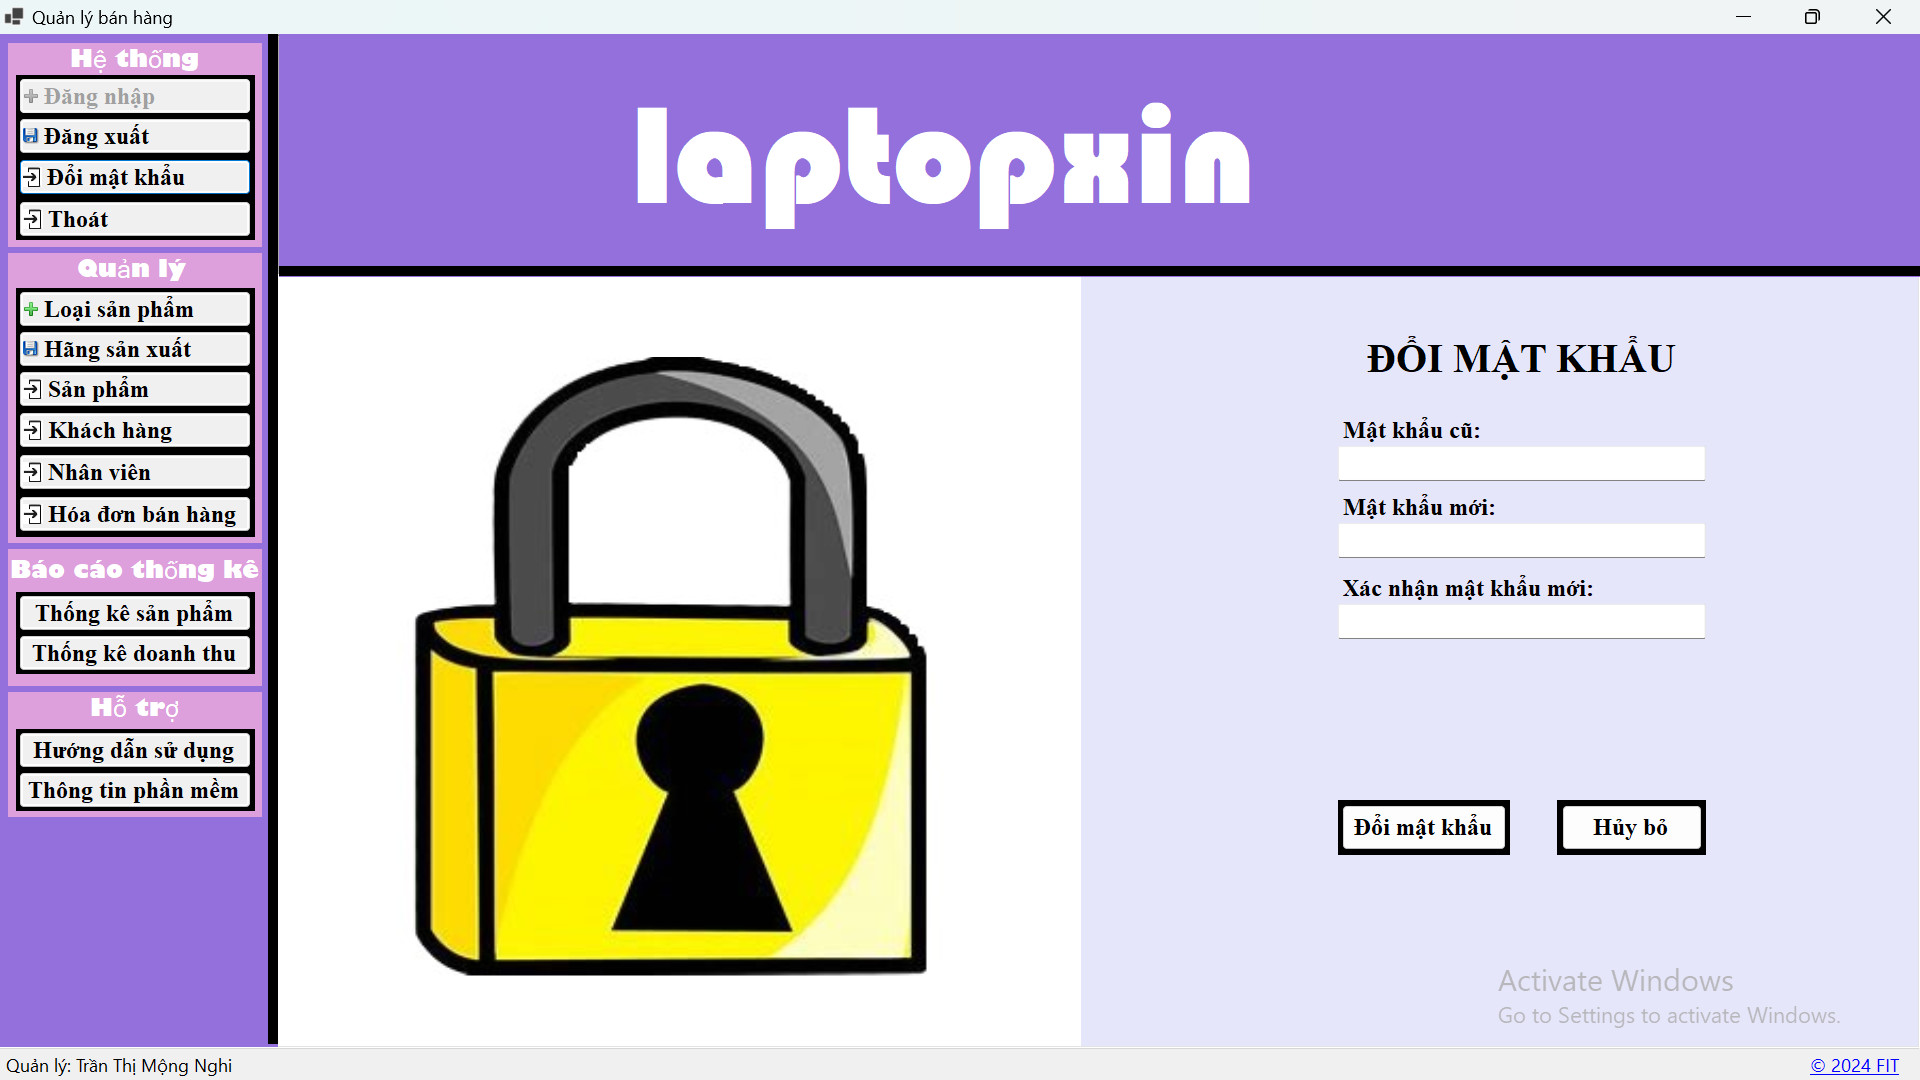 Quản lý bán hàng
Hệ thống
Đăng nhập
Đăng xuất
Đổi mật khẩu
Thoát
Quản lý
Loại sản phẩm
Hãng sản xuất
Sản phẩm
Khách hàng
Nhân viên
Hóa đơn bán hàng
Báo cáo thống kê
Thống kê sản phẩm
Thống kê doanh thu
Hỗ trợ
Hướng dẫn sử dụng
Thông tin phần mềm
laptopxin
ĐỔI MẬT KHẨU
Mật khẩu cũ:
Mật khẩu mới:
Xác nhận mật khẩu mới:
Đổi mật khẩu
Hủy bỏ
Activate Windows
Go to Settings to activate Windows.
Quản lý: Trần Thị Mộng Nghi
© 2024 FIT